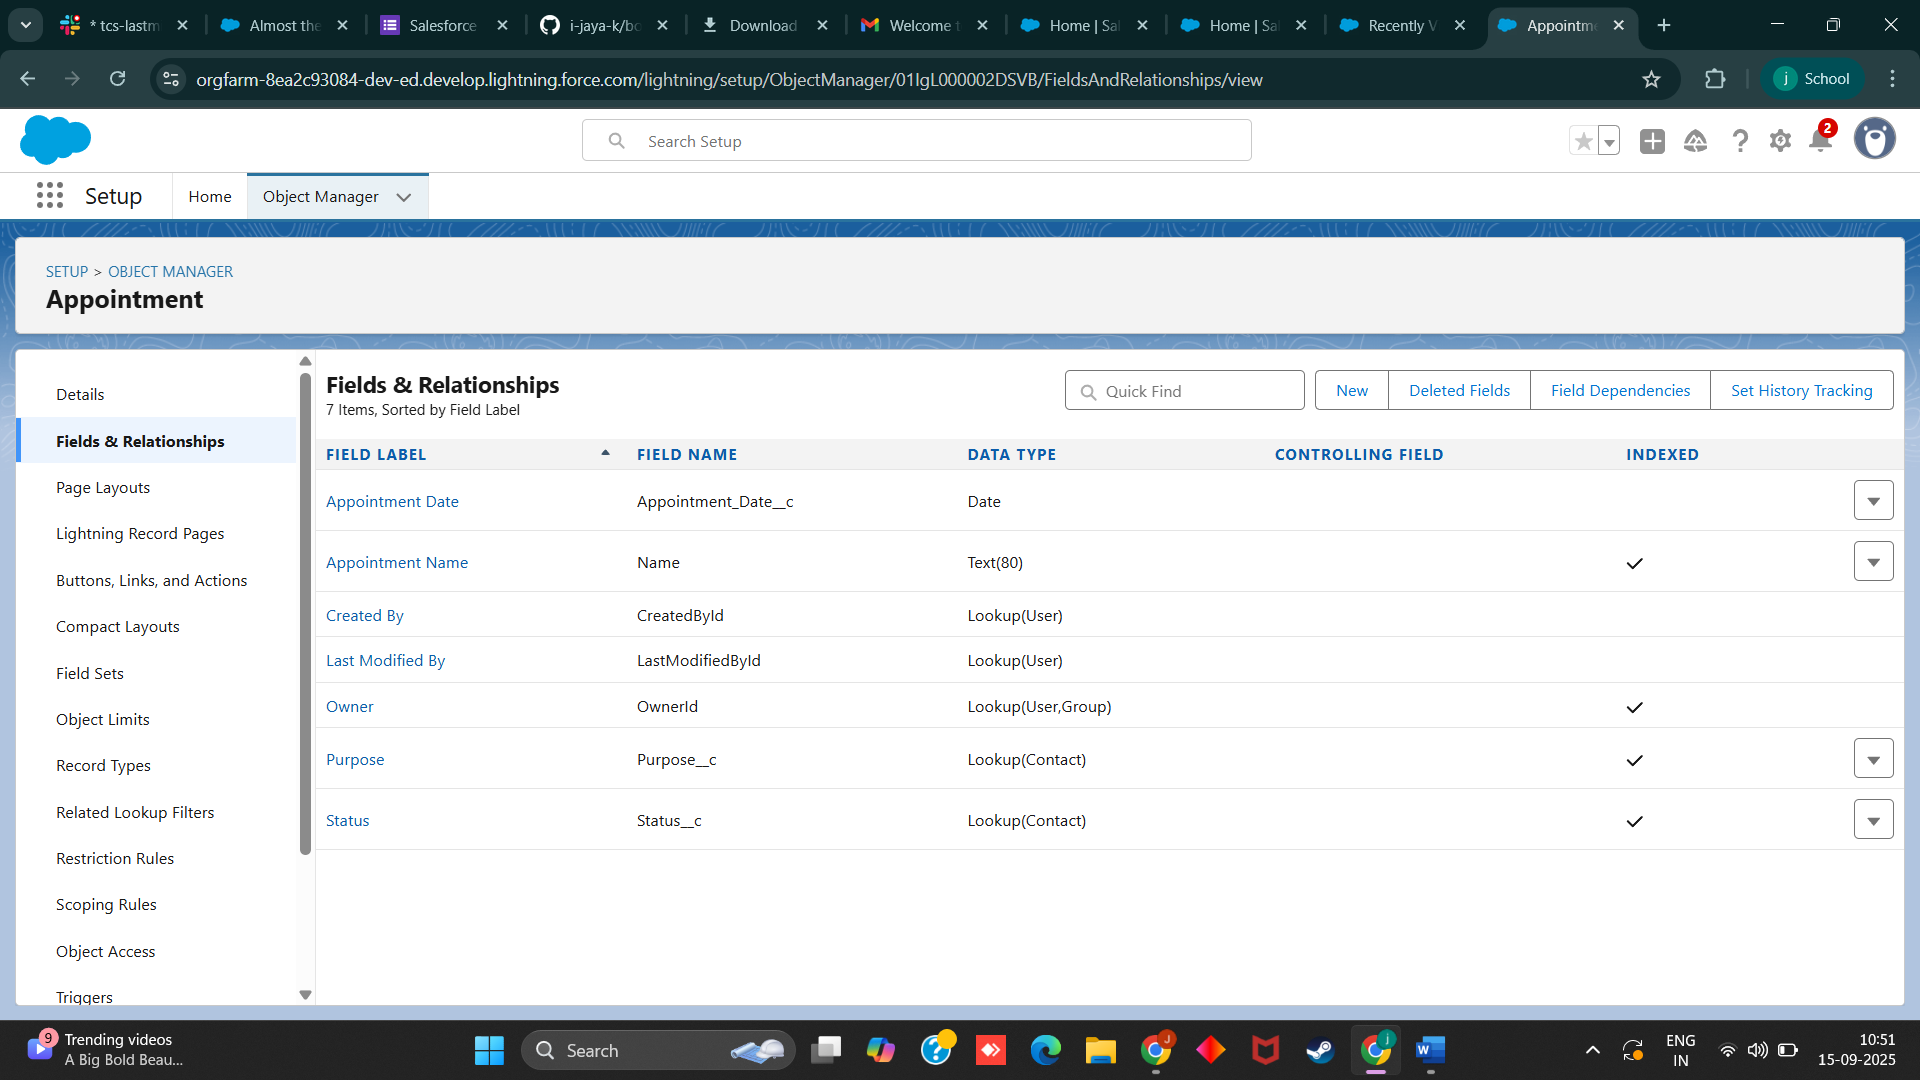 * tcs-lastm
Almost the
Salesforce
i-jaya-k/bo
Download
Welcome t
Home | Sal
Home | Sal
Recently V
Appointme
orgfarm-8ea2c93084-dev-ed.develop.lightning.force.com/lightning/setup/ObjectManager/01IgL000002DSVB/FieldsAndRelationships/view
j School
Search Setup
2
Setup
Home
Object Manager
SETUP > OBJECT MANAGER
Appointment
Details
Fields & Relationships
Page Layouts
Lightning Record Pages
Buttons, Links, and Actions
Compact Layouts
Field Sets
Object Limits
Record Types
Related Lookup Filters
Restriction Rules
Scoping Rules
Object Access
Triggers
Fields & Relationships
7 Items, Sorted by Field Label
Quick Find
New
Deleted Fields
Field Dependencies
Set History Tracking
FIELD LABEL FIELD NAME DATA TYPE CONTROLLING FIELD INDEXED
Appointment Date Appointment_Date__c Date
Appointment Name Name Text(80)
Created By CreatedById Lookup(User)
Last Modified By LastModifiedById Lookup(User)
Owner OwnerId Lookup(User,Group)
Purpose Purpose__c Lookup(Contact)
Status Status__c Lookup(Contact)
9
Trending videos
A Big Bold Beau...
Search
J
j
W
ENG
IN
10:51
15-09-2025